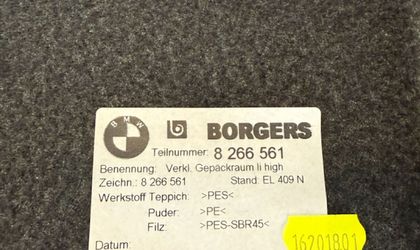 BMW
BORGERS
Teilnummer: 8 266 561
Benennung: Verkl. Gepäckraum li high
Zeichn.: 8 266 561 Stand: EL 409 N
Werkstoff Teppich: >PES<
Puder: >PE<
Filz: >PES-SBR45<
Datum:
16201801